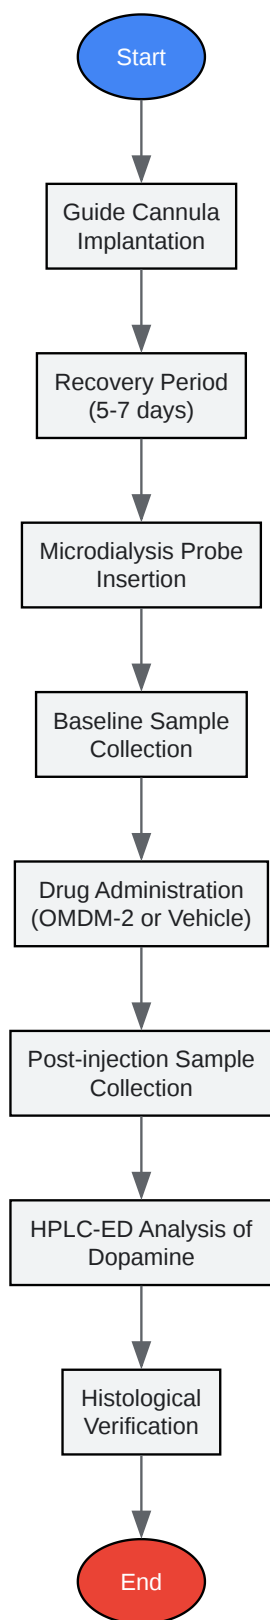 Start
Guide Cannula
Implantation
Recovery Period
(5-7 days)
Microdialysis Probe
Insertion
Baseline Sample
Collection
Drug Administration
(OMDM-2 or Vehicle)
Post-injection Sample
Collection
HPLC-ED Analysis of
Dopamine
Histological
Verification
End